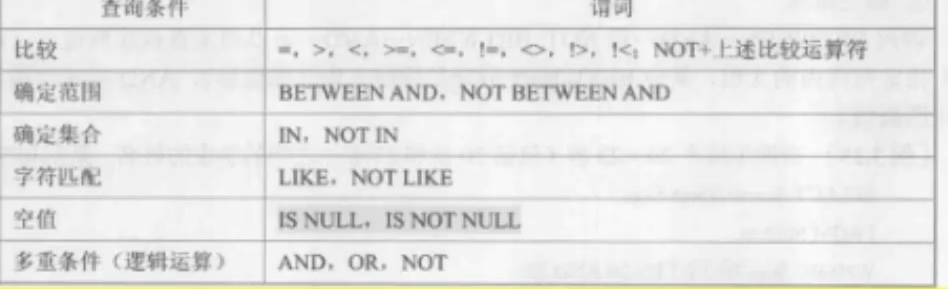 查询条件 谓词
比较 =，>，<，>=，<=，!=，<>，!>，!<；NOT+上述比较运算符
确定范围 BETWEEN AND，NOT BETWEEN AND
确定集合 IN，NOT IN
字符匹配 LIKE，NOT LIKE
空值 IS NULL，IS NOT NULL
多重条件（逻辑运算） AND，OR，NOT